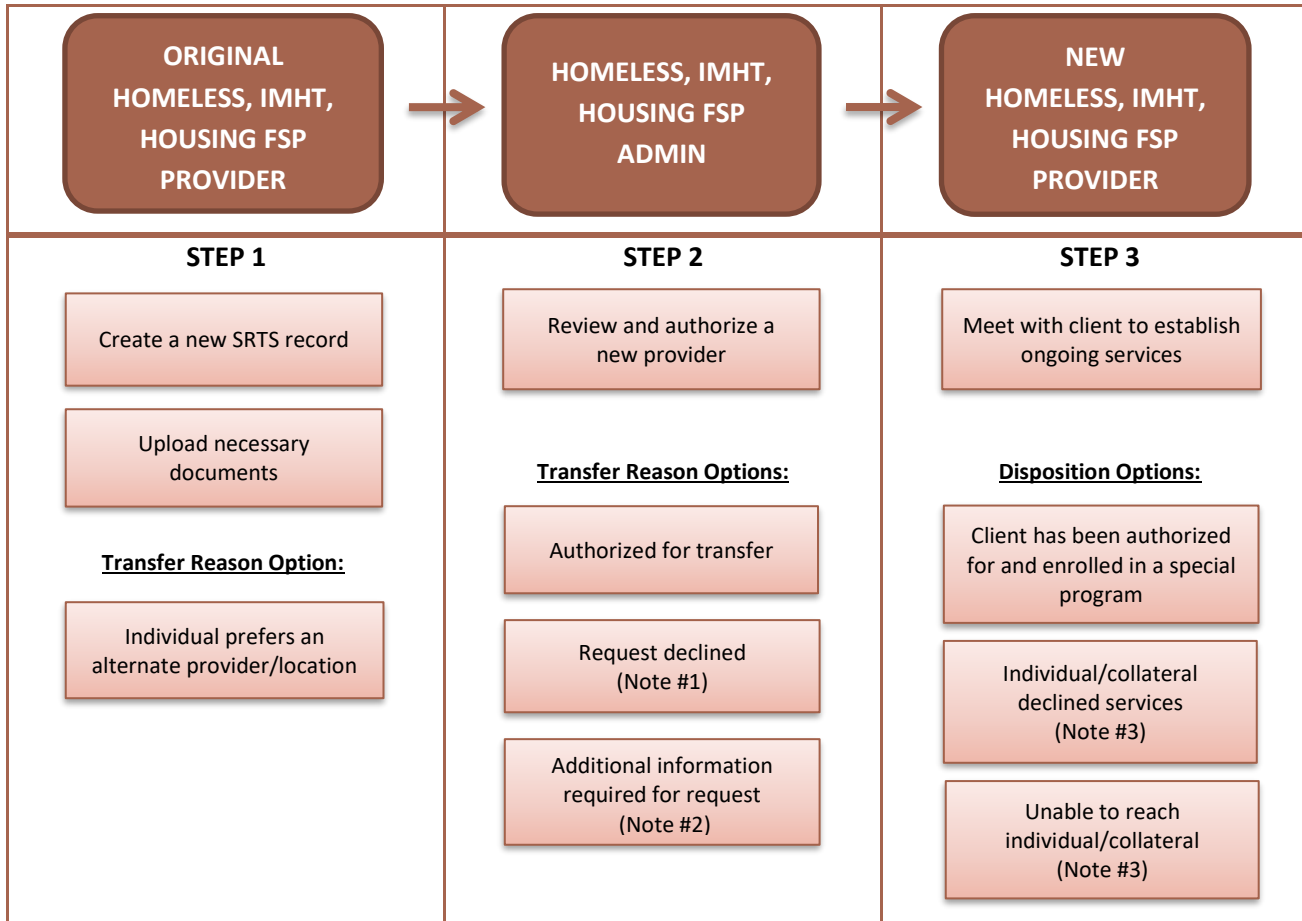 ORIGINAL
HOMELESS, IMHT,
HOUSING FSP
PROVIDER
HOMELESS, IMHT,
HOUSING FSP
ADMIN
NEW
HOMELESS, IMHT,
HOUSING FSP
PROVIDER
STEP 1
Create a new SRTS record
Upload necessary
documents
Transfer Reason Option:
Individual prefers an
alternate provider/location
STEP 2
Review and authorize a
new provider
Transfer Reason Options:
Authorized for transfer
Request declined
(Note #1)
Additional information
required for request
(Note #2)
STEP 3
Meet with client to establish
ongoing services
Disposition Options:
Client has been authorized
for and enrolled in a special
program
Individual/collateral
declined services
(Note #3)
Unable to reach
individual/collateral
(Note #3)